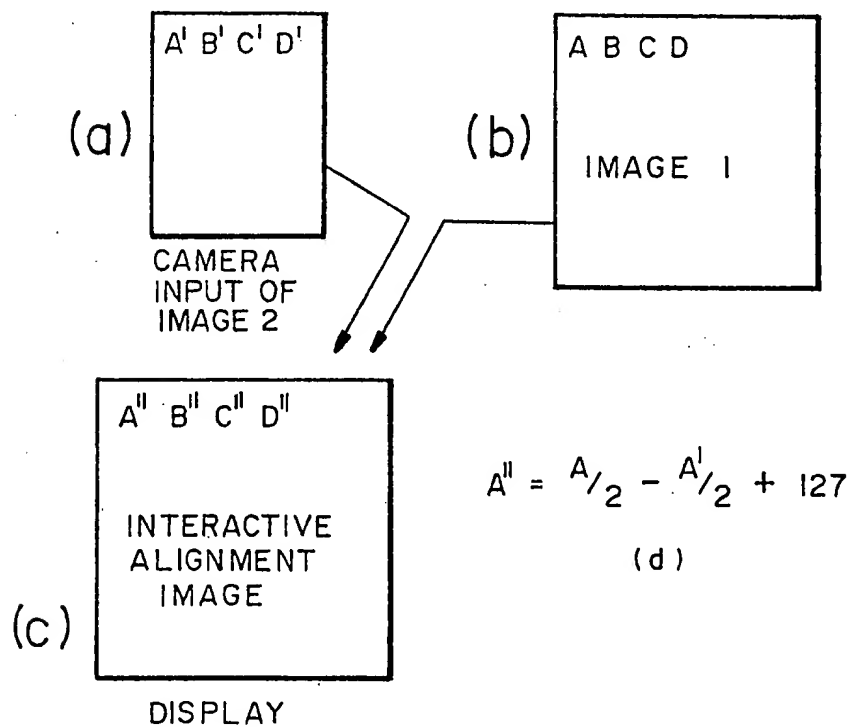 A' B' C' D'
(a)
CAMERA
INPUT OF
IMAGE 2
A B C D
(b)
IMAGE 1
A'' B'' C'' D''
INTERACTIVE
ALIGNMENT
IMAGE
(c)
DISPLAY
A'' = A/2 - A'/2 + 127
(d)